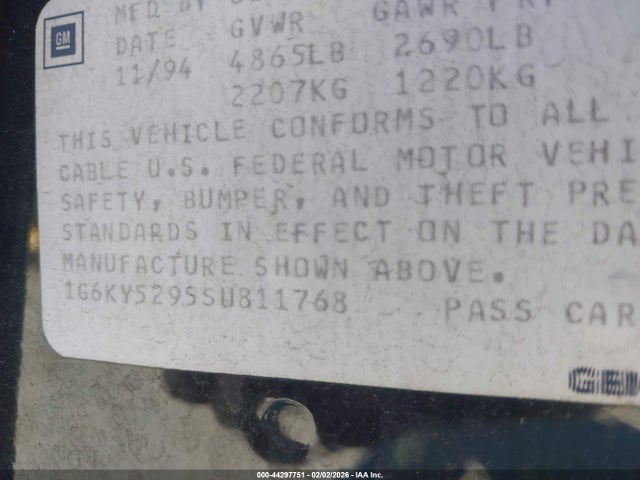 GM
MFD BY
DATE GVWR GAWR FRT
11/94 4865LB 2690LB
2207KG 1220KG
THIS VEHICLE CONFORMS TO ALL
CABLE U.S. FEDERAL MOTOR VEHI
SAFETY, BUMPER, AND THEFT PRE
STANDARDS IN EFFECT ON THE DA
MANUFACTURE SHOWN ABOVE.
1G6KY5295SU811768 PASS CAR
000-44297751 - 02/02/2026 - IAA Inc.